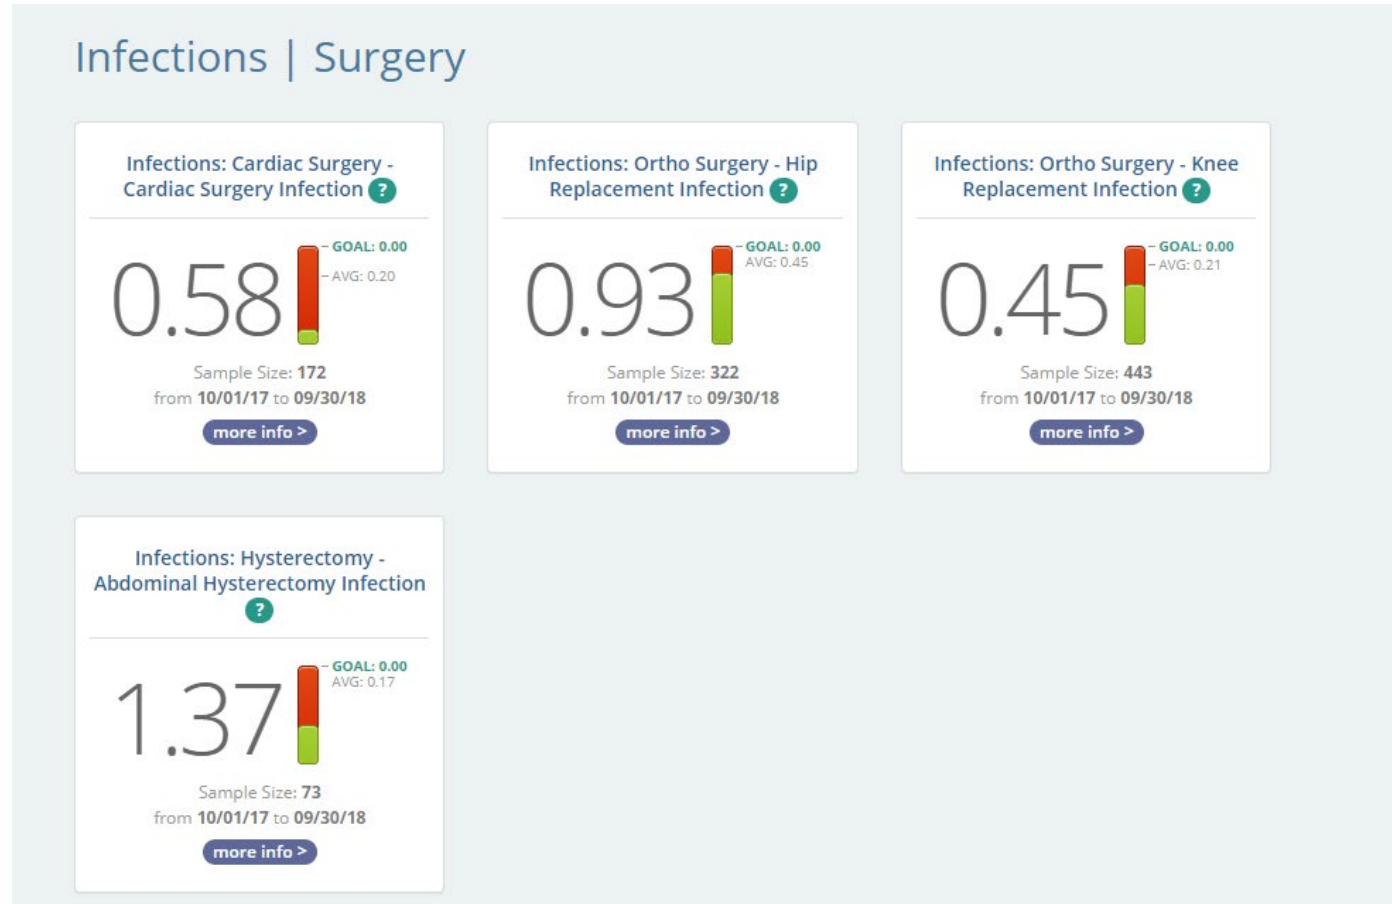 Infections | Surgery
Infections: Cardiac Surgery -
Cardiac Surgery Infection ?
0.58
GOAL: 0.00
AVG: 0.20
Sample Size: 172
from 10/01/17 to 09/30/18
more info >
Infections: Ortho Surgery - Hip
Replacement Infection ?
0.93
GOAL: 0.00
AVG: 0.45
Sample Size: 322
from 10/01/17 to 09/30/18
more info >
Infections: Ortho Surgery - Knee
Replacement Infection ?
0.45
GOAL: 0.00
AVG: 0.21
Sample Size: 443
from 10/01/17 to 09/30/18
more info >
Infections: Hysterectomy -
Abdominal Hysterectomy Infection
?
1.37
GOAL: 0.00
AVG: 0.17
Sample Size: 73
from 10/01/17 to 09/30/18
more info >